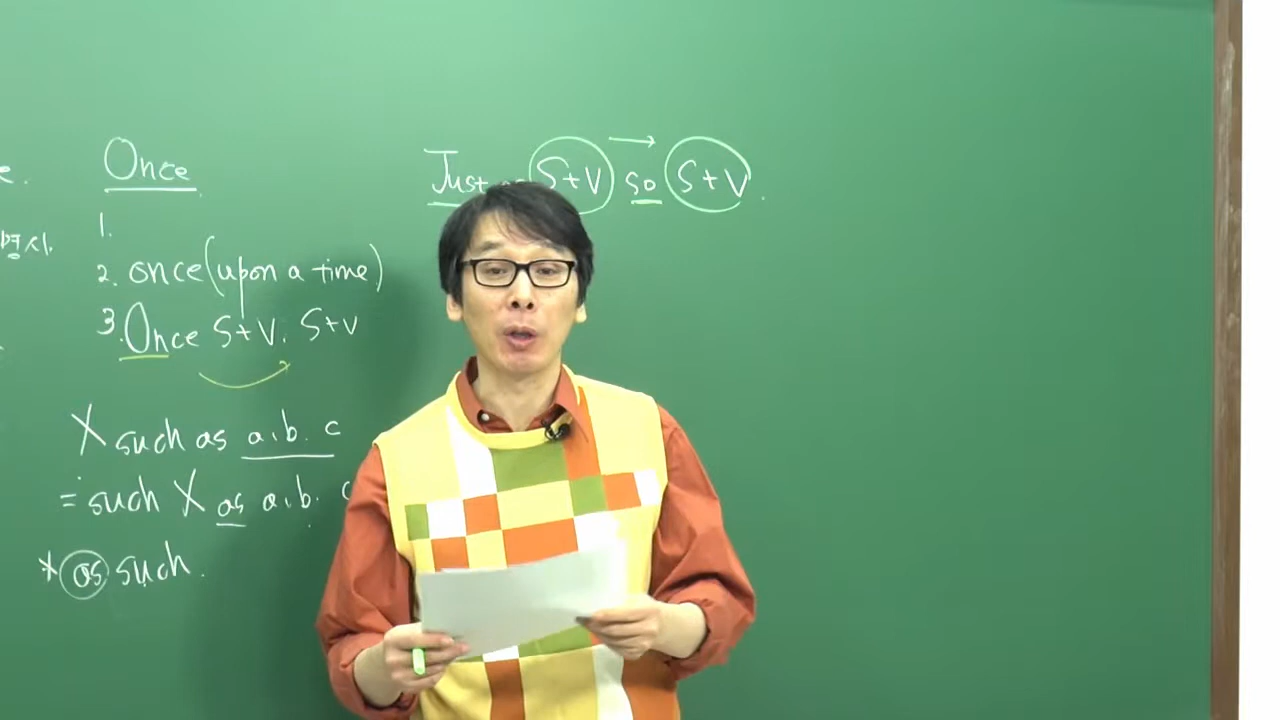 Once
1.
2. once (upon a time)
3. Once S+V, S+V
X such as a, b, c
= such X as a, b, c
* as such.
Just as S+V so S+V.